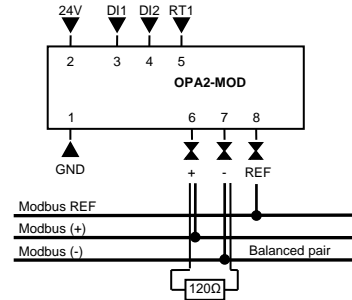 24V DI1 DI2 RT1
2 3 4 5
OPA2-MOD
1 6 7 8
GND + - REF
Modbus REF
Modbus (+)
Modbus (-) Balanced pair
120Ω